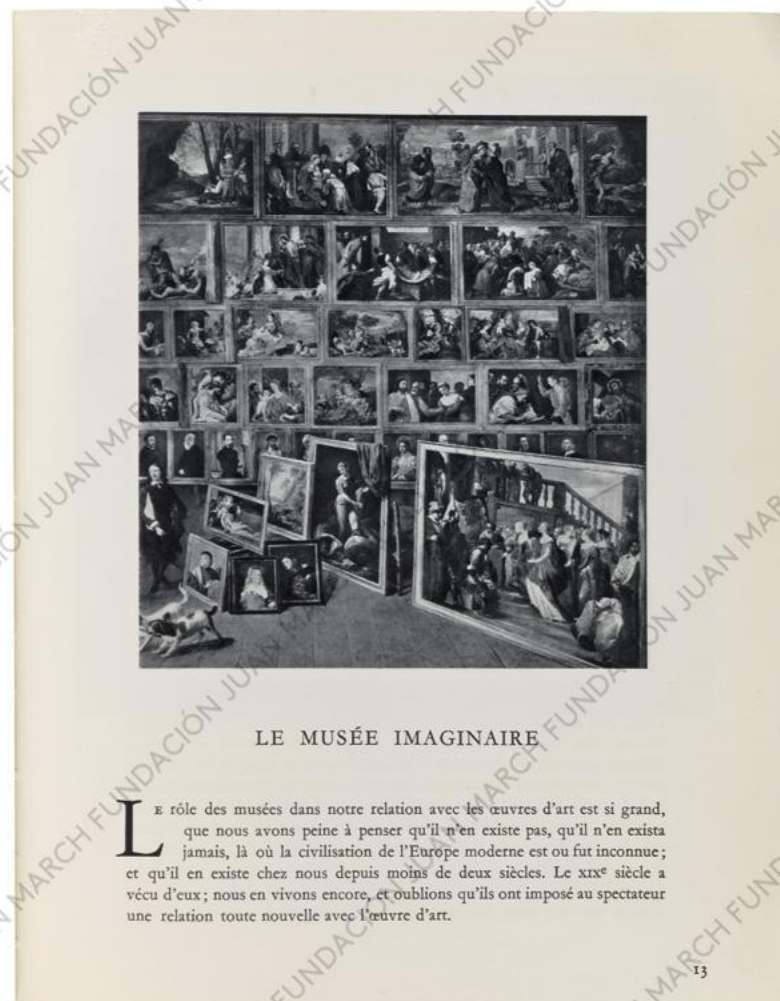 LE MUSÉE IMAGINAIRE
LE rôle des musées dans notre relation avec les œuvres d'art est si grand,
que nous avons peine à penser qu'il n'en existe pas, qu'il n'en exista
jamais, là où la civilisation de l'Europe moderne est ou fut inconnue ;
et qu'il en existe chez nous depuis moins de deux siècles. Le XIXe siècle a
vécu d'eux ; nous en vivons encore, et oublions qu'ils ont imposé au spectateur
une relation toute nouvelle avec l'œuvre d'art.
13
FUNDACIÓN JUAN MARCH